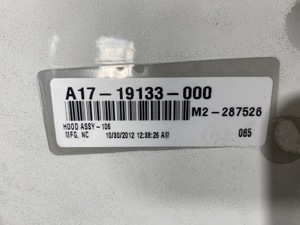 A17-19133-000
M2-287526
HOOD ASSY-106
MFG, NC 10/30/2012 12:38:26 AM 065